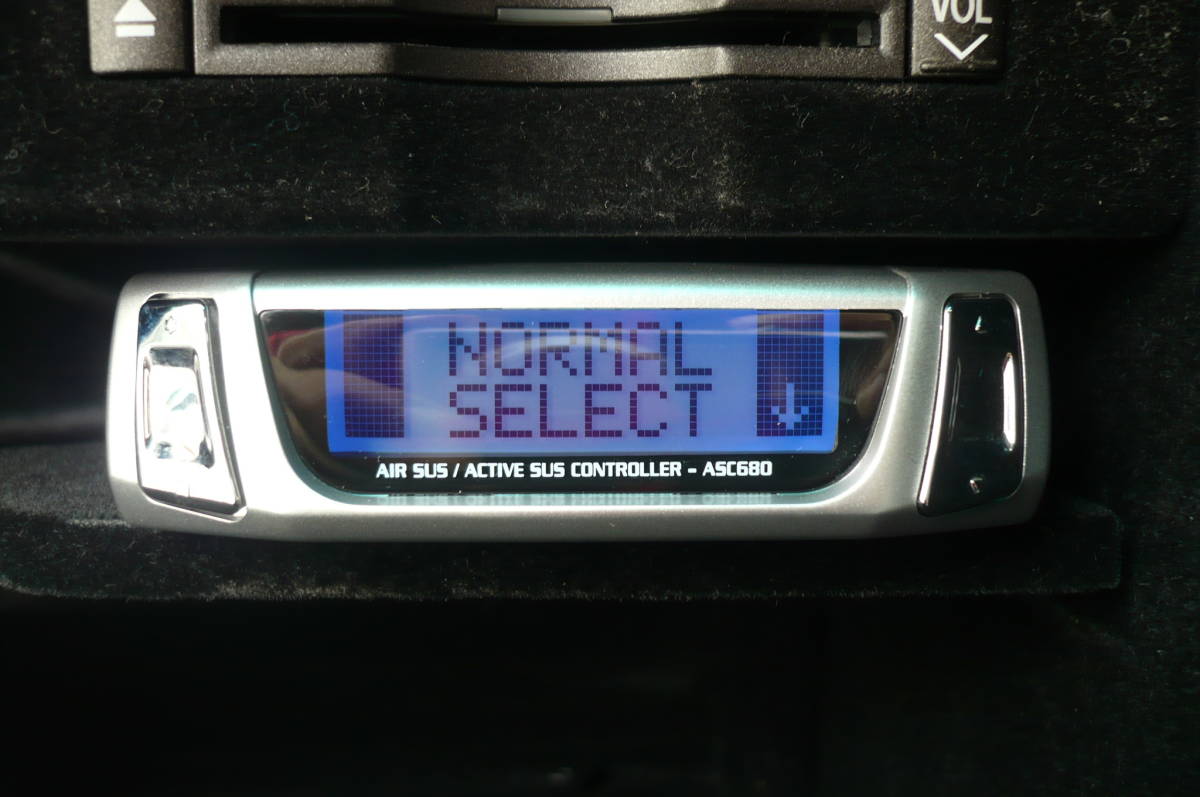 VOL
NORMAL
SELECT
AIR SUS / ACTIVE SUS CONTROLLER - ASC680